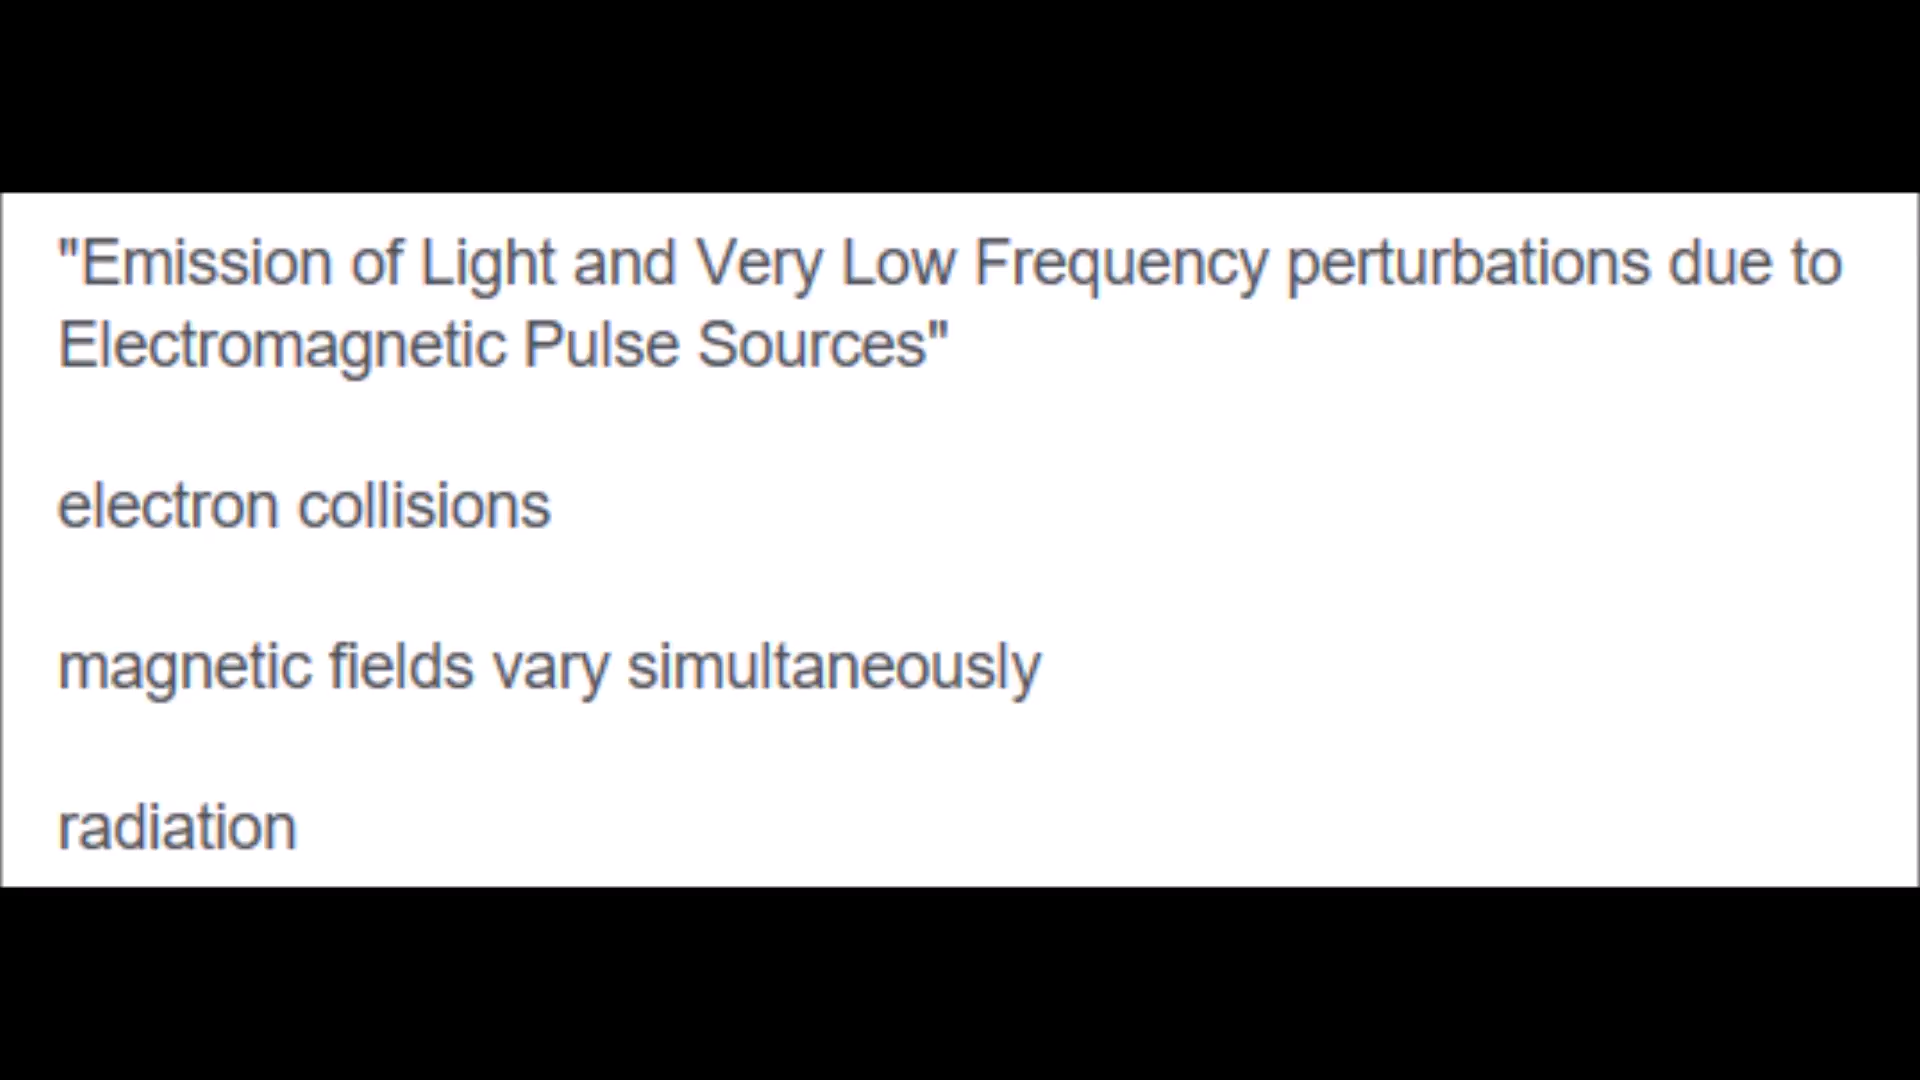 "Emission of Light and Very Low Frequency perturbations due to
Electromagnetic Pulse Sources"
electron collisions
magnetic fields vary simultaneously
radiation